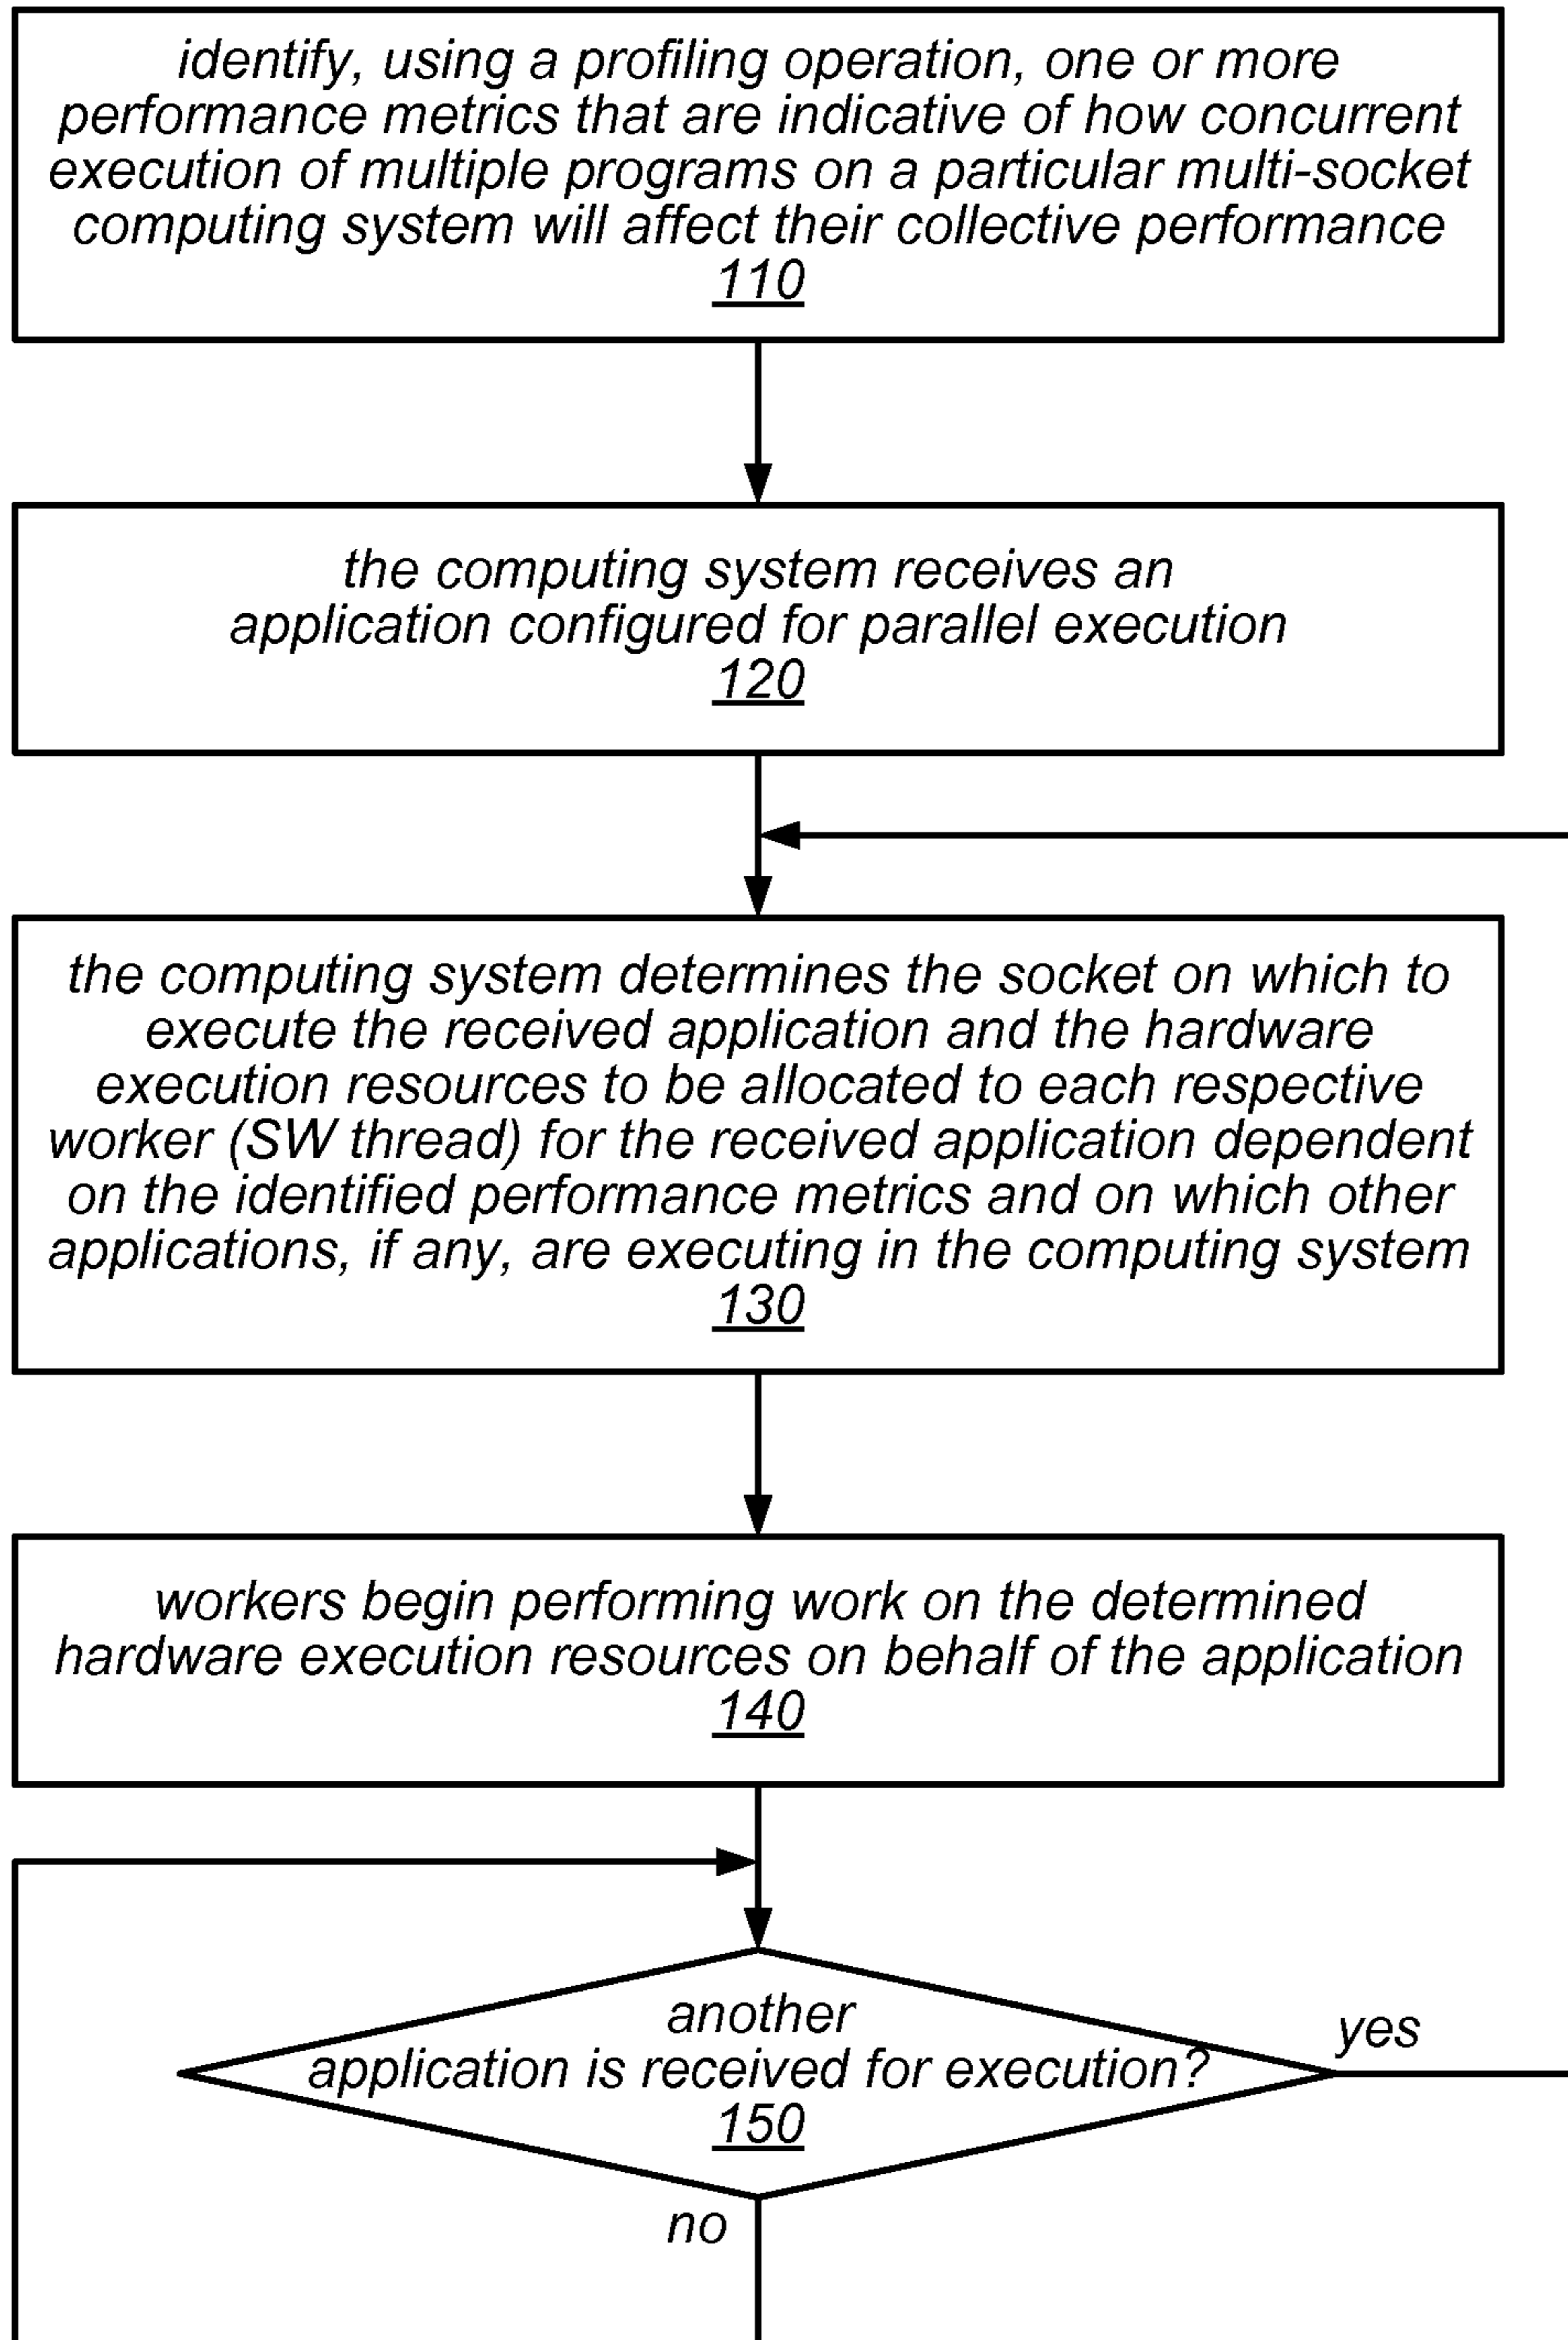 identify, using a profiling operation, one or more
performance metrics that are indicative of how concurrent
execution of multiple programs on a particular multi-socket
computing system will affect their collective performance
110
the computing system receives an
application configured for parallel execution
120
the computing system determines the socket on which to
execute the received application and the hardware
execution resources to be allocated to each respective
worker (SW thread) for the received application dependent
on the identified performance metrics and on which other
applications, if any, are executing in the computing system
130
workers begin performing work on the determined
hardware execution resources on behalf of the application
140
another
application is received for execution?
150
yes
no